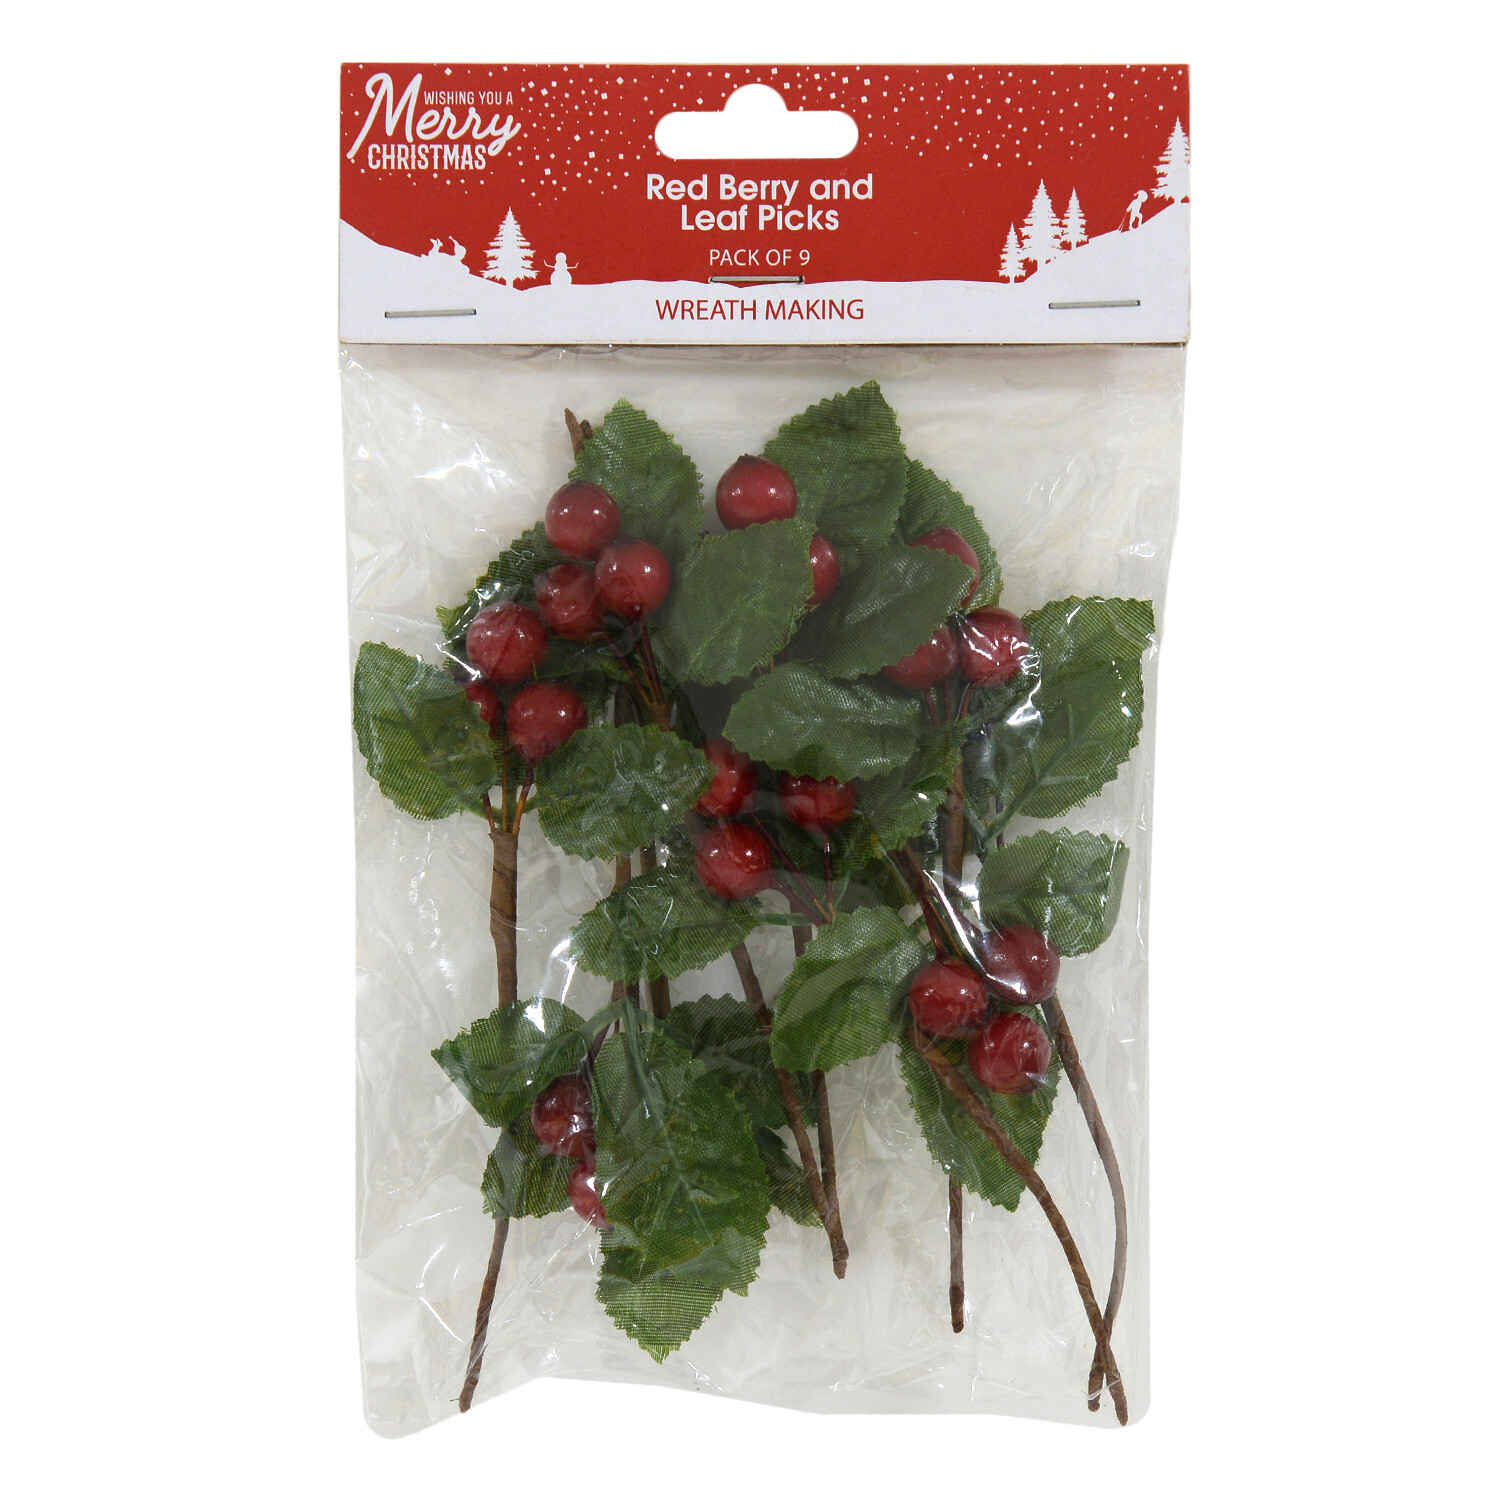 WISHING YOU A
Merry
CHRISTMAS
Red Berry and
Leaf Picks
PACK OF 9
WREATH MAKING